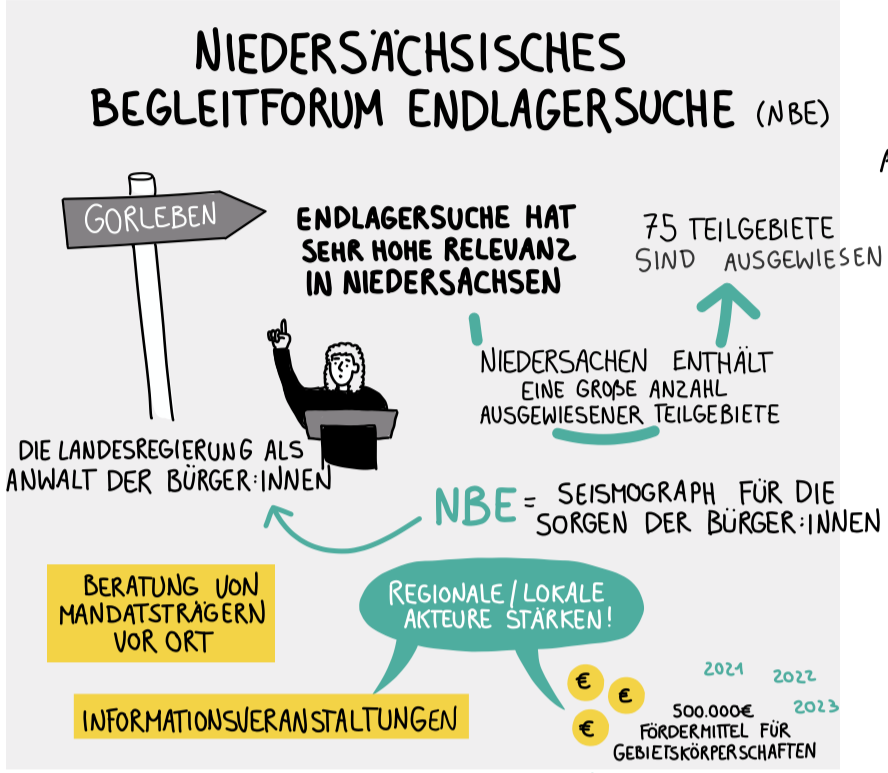 NIEDERSÄCHSISCHES
BEGLEITFORUM ENDLAGERSUCHE (NBE)
GORLEBEN
ENDLAGERSUCHE HAT
SEHR HOHE RELEVANZ
IN NIEDERSACHSEN
75 TEILGEBIETE
SIND AUSGEWIESEN
NIEDERSACHEN ENTHÄLT
EINE GROßE ANZAHL
AUSGEWIESENER TEILGEBIETE
DIE LANDESREGIERUNG ALS
ANWALT DER BÜRGER:INNEN
NBE = SEISMOGRAPH FÜR DIE
SORGEN DER BÜRGER:INNEN
BERATUNG VON
MANDATSTRÄGERN
VOR ORT
REGIONALE/LOKALE
AKTEURE STÄRKEN!
INFORMATIONSVERANSTALTUNGEN
€
€
€
2021 2022
2023
500.000€
FÖRDERMITTEL FÜR
GEBIETSKÖRPERSCHAFTEN